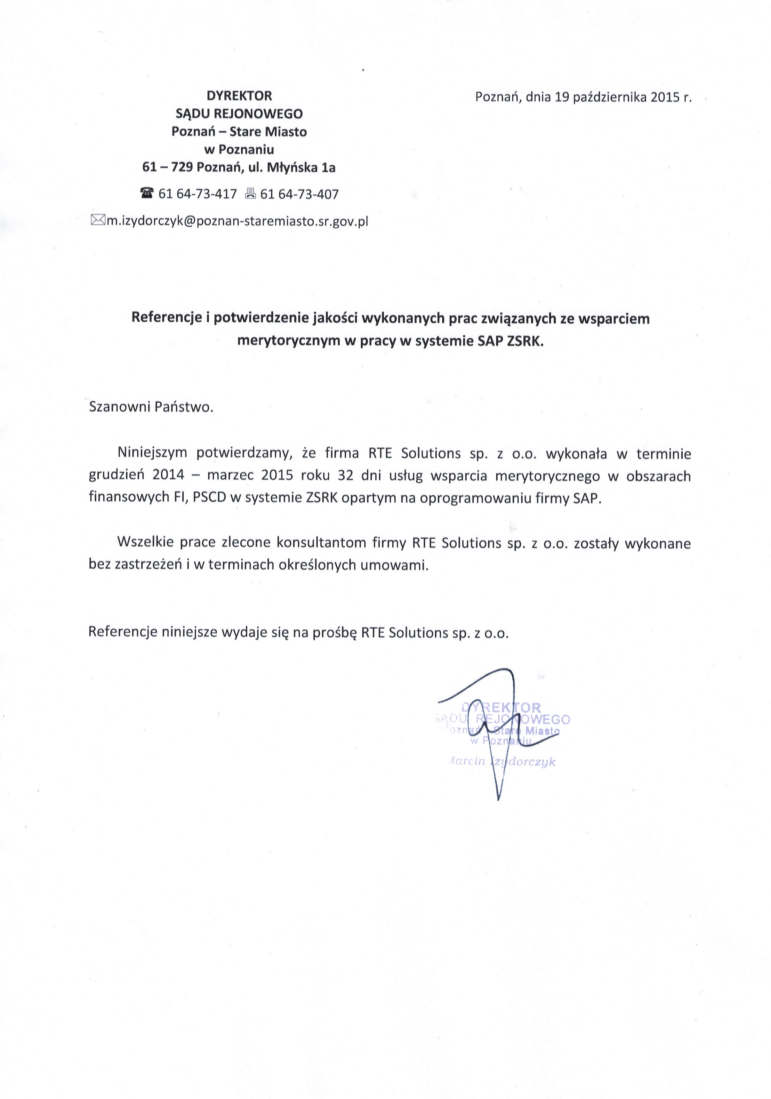 DYREKTOR
SĄDU REJONOWEGO
Poznań – Stare Miasto
w Poznaniu
61 – 729 Poznań, ul. Młyńska 1a
☎ 61 64-73-417 📠 61 64-73-407
✉m.izydorczyk@poznan-staremiasto.sr.gov.pl
Poznań, dnia 19 października 2015 r.
Referencje i potwierdzenie jakości wykonanych prac związanych ze wsparciem
merytorycznym w pracy w systemie SAP ZSRK.
Szanowni Państwo.
Niniejszym potwierdzamy, że firma RTE Solutions sp. z o.o. wykonała w terminie
grudzień 2014 – marzec 2015 roku 32 dni usług wsparcia merytorycznego w obszarach
finansowych FI, PSCD w systemie ZSRK opartym na oprogramowaniu firmy SAP.
Wszelkie prace zlecone konsultantom firmy RTE Solutions sp. z o.o. zostały wykonane
bez zastrzeżeń i w terminach określonych umowami.
Referencje niniejsze wydaje się na prośbę RTE Solutions sp. z o.o.
DYREKTOR
SĄDU REJONOWEGO
Poznań - Stare Miasto
w Poznaniu
Marcin Izydorczyk